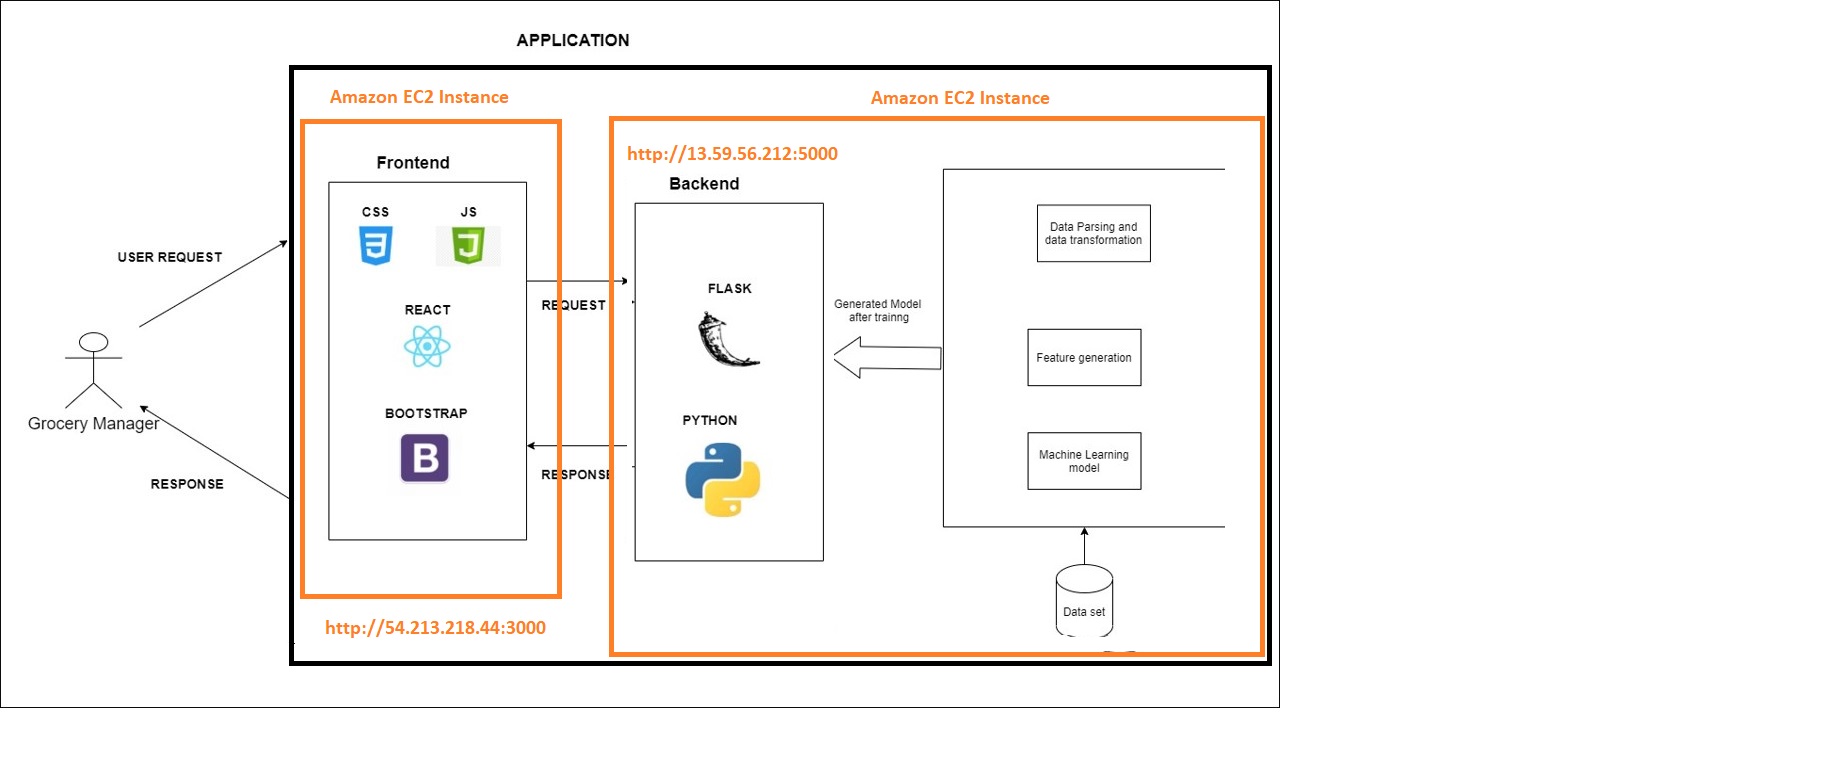 APPLICATION
Amazon EC2 Instance
Amazon EC2 Instance
http://13.59.56.212:5000
Frontend
Backend
CSS
JS
Data Parsing and
data transformation
USER REQUEST
FLASK
REQUEST
REACT
Generated Model
after trainng
Feature generation
Grocery Manager
BOOTSTRAP
B
PYTHON
Machine Learning
model
RESPONSE
RESPONSE
Data set
http://54.213.218.44:3000